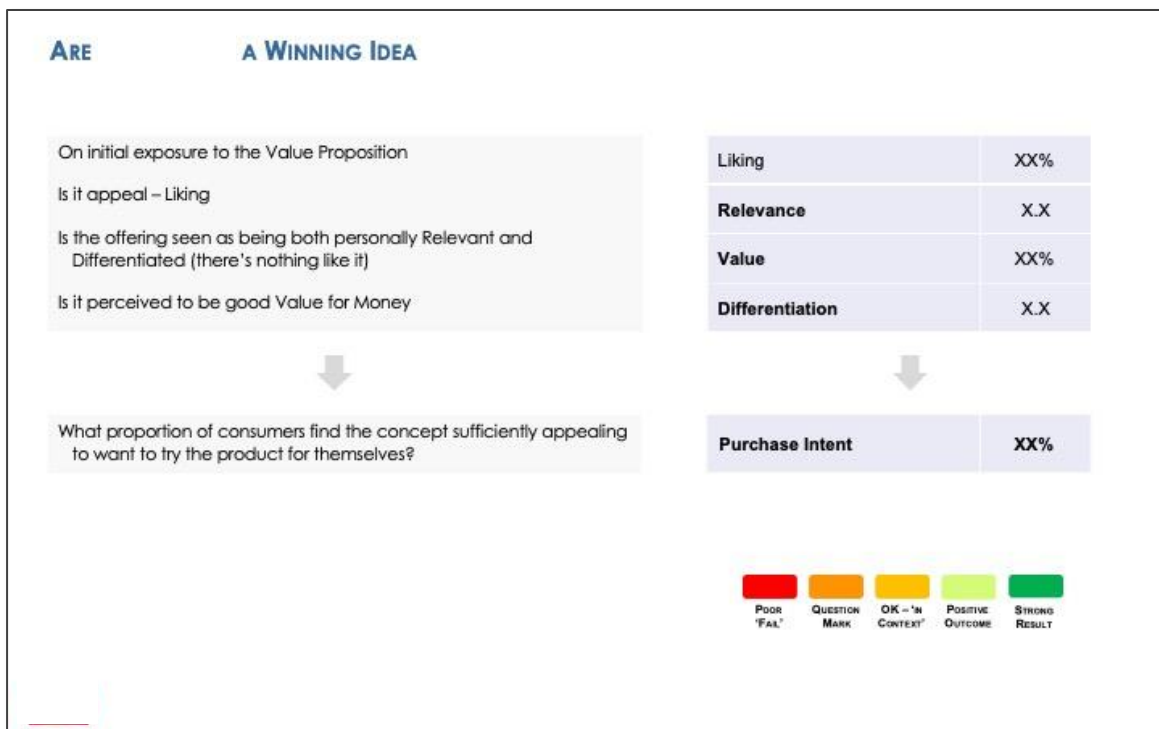 ARE A WINNING IDEA
On initial exposure to the Value Proposition
Is it appeal – Liking
Is the offering seen as being both personally Relevant and
Differentiated (there's nothing like it)
Is it perceived to be good Value for Money
Liking XX%
Relevance X.X
Value XX%
Differentiation X.X
What proportion of consumers find the concept sufficiently appealing
to want to try the product for themselves?
Purchase Intent XX%
POOR 'FAIL'
QUESTION MARK
OK – 'IN CONTEXT'
POSITIVE OUTCOME
STRONG RESULT